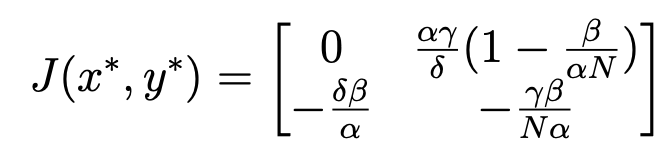 J(x*, y*) = [ 0    αγ/δ (1 − β/(αN)) ]
[ −δβ/α    −γβ/(Nα) ]